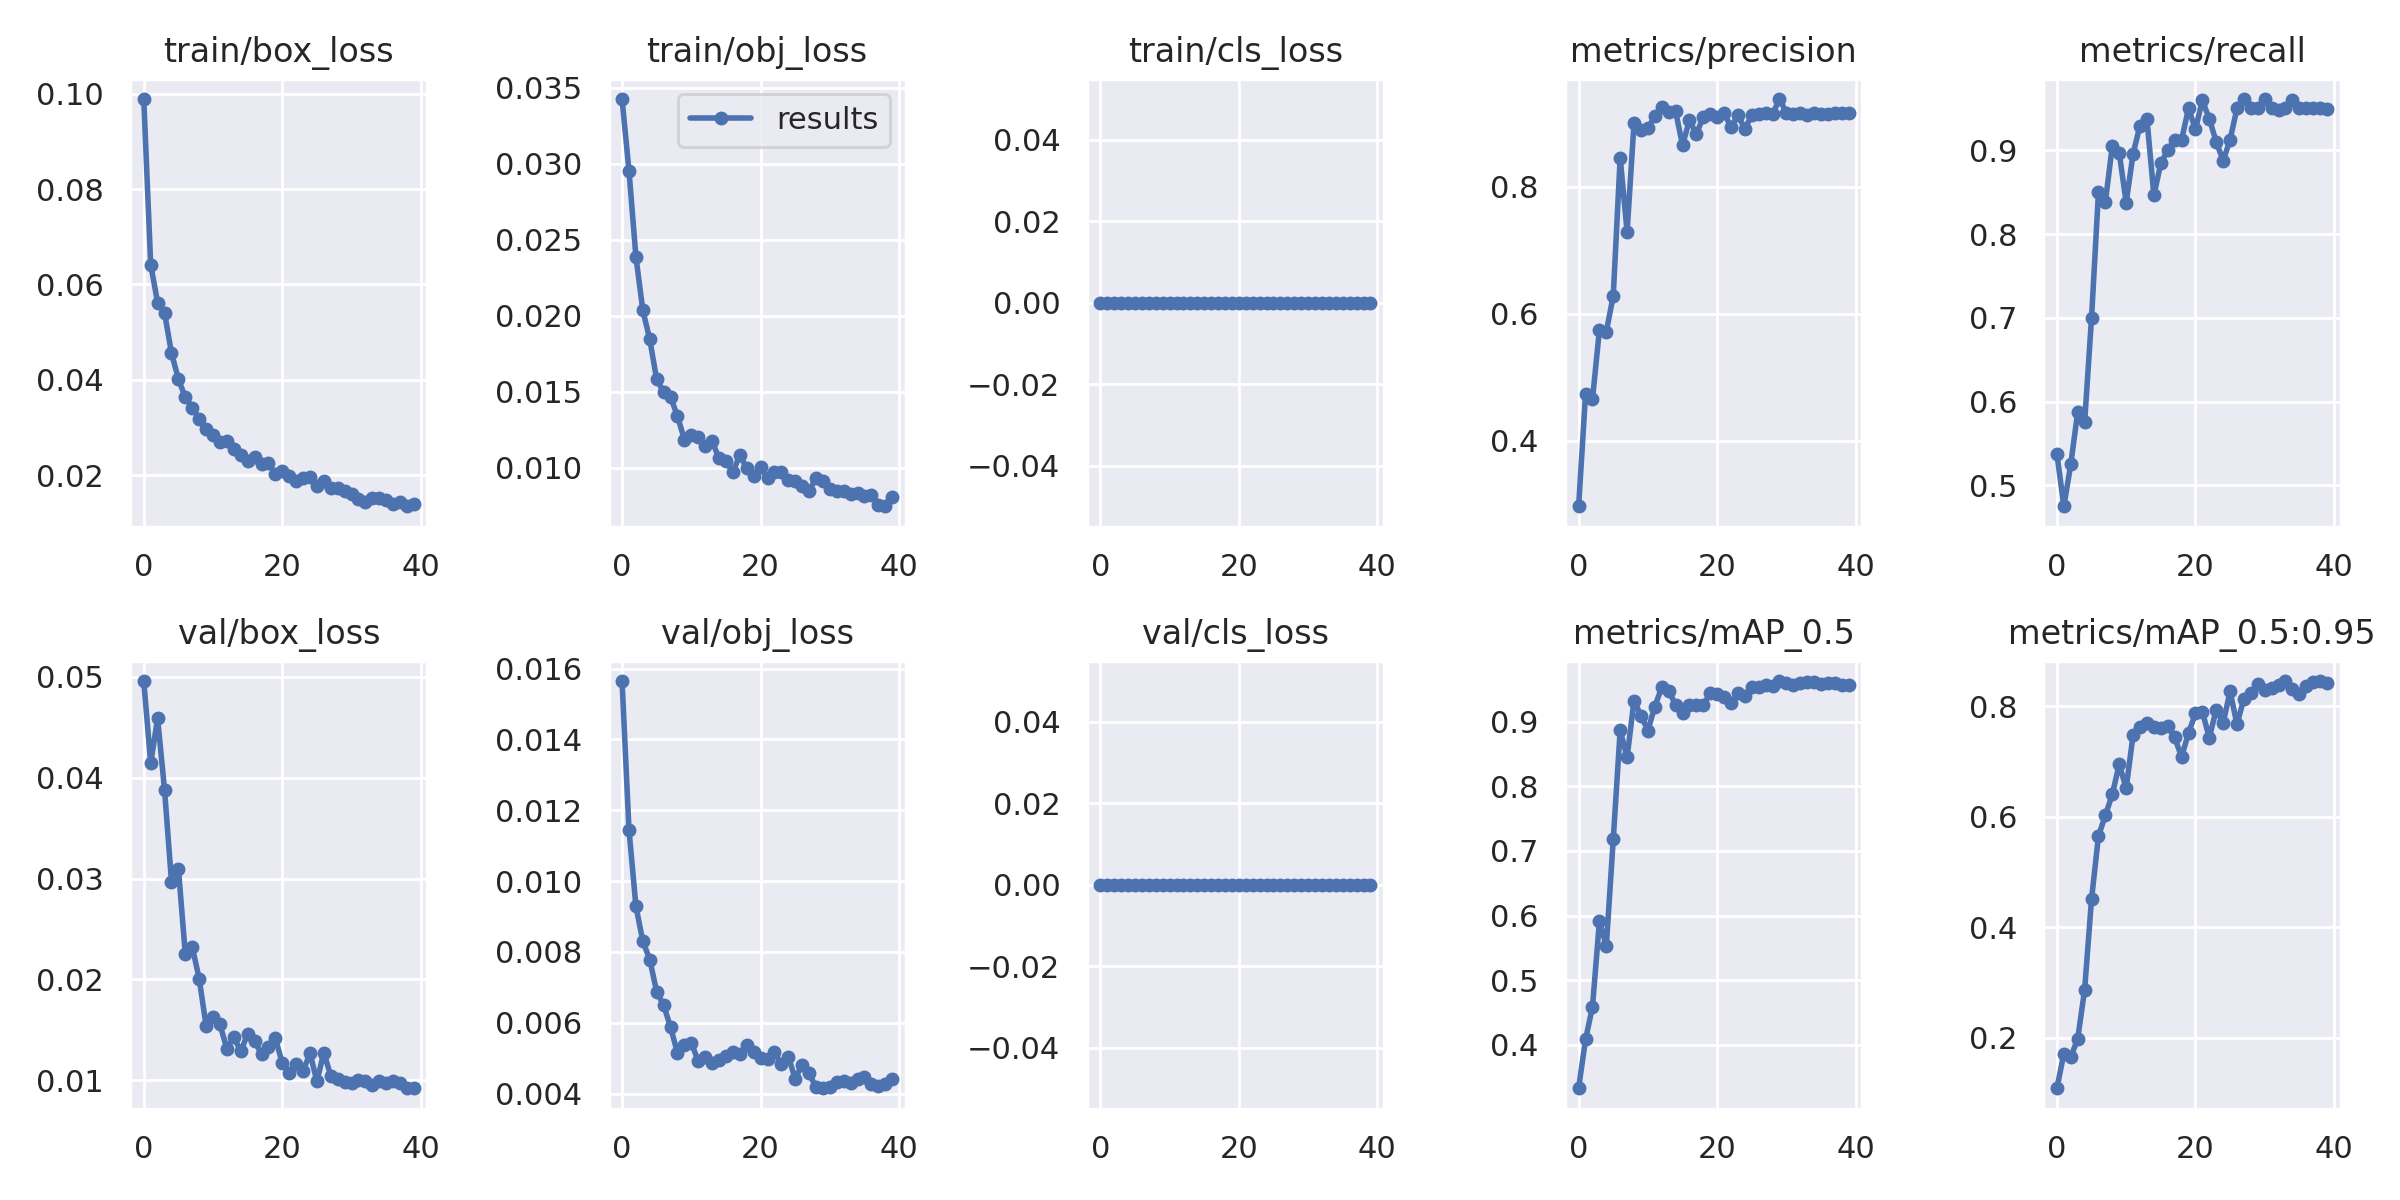 train/box_loss
0.10
0.08
0.06
0.04
0.02
0 20 40
train/obj_loss
results
0.035
0.030
0.025
0.020
0.015
0.010
0 20 40
train/cls_loss
0.04
0.02
0.00
−0.02
−0.04
0 20 40
metrics/precision
0.8
0.6
0.4
0 20 40
metrics/recall
0.9
0.8
0.7
0.6
0.5
0 20 40
val/box_loss
0.05
0.04
0.03
0.02
0.01
0 20 40
val/obj_loss
0.016
0.014
0.012
0.010
0.008
0.006
0.004
0 20 40
val/cls_loss
0.04
0.02
0.00
−0.02
−0.04
0 20 40
metrics/mAP_0.5
0.9
0.8
0.7
0.6
0.5
0.4
0 20 40
metrics/mAP_0.5:0.95
0.8
0.6
0.4
0.2
0 20 40